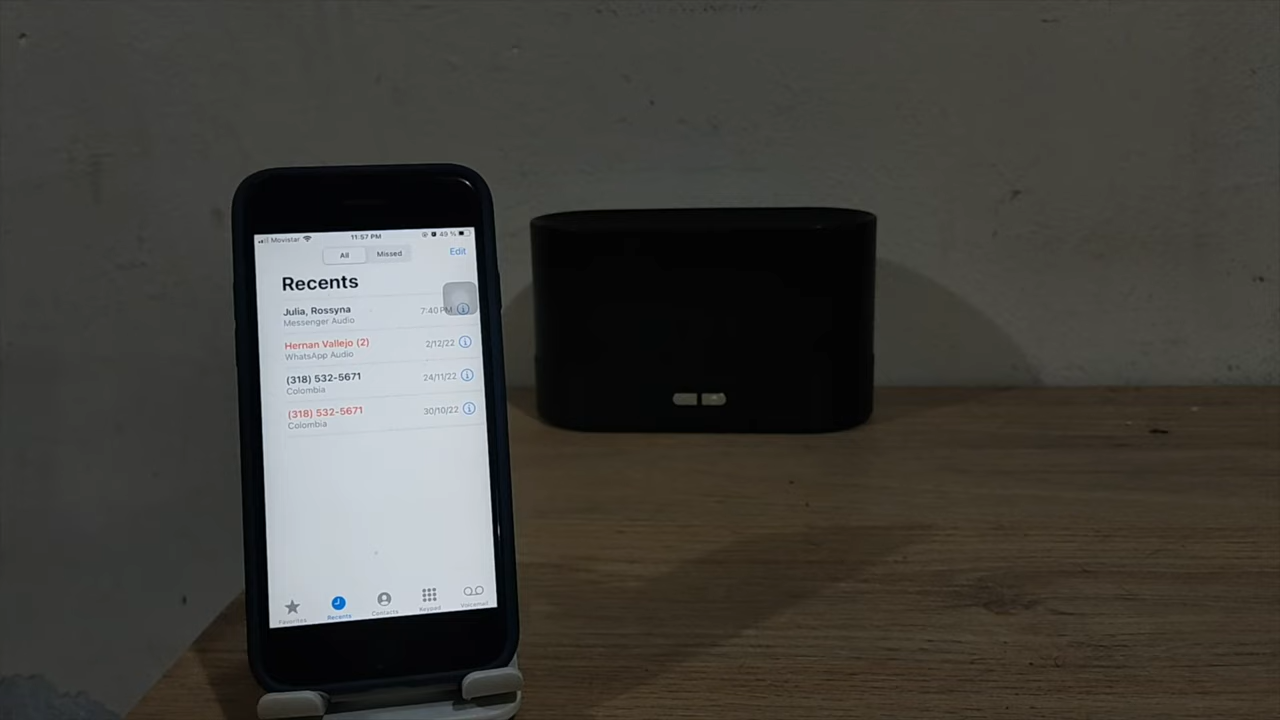 Movistar 11:57 PM 49 %
All Missed Edit
Recents
Julia, Rossyna
Messenger Audio
7:40 PM
Hernan Vallejo (2)
WhatsApp Audio
2/12/22
(318) 532-5671
Colombia
24/11/22
(318) 532-5671
Colombia
30/10/22
Favorites Recents Contacts Keypad Voicemail